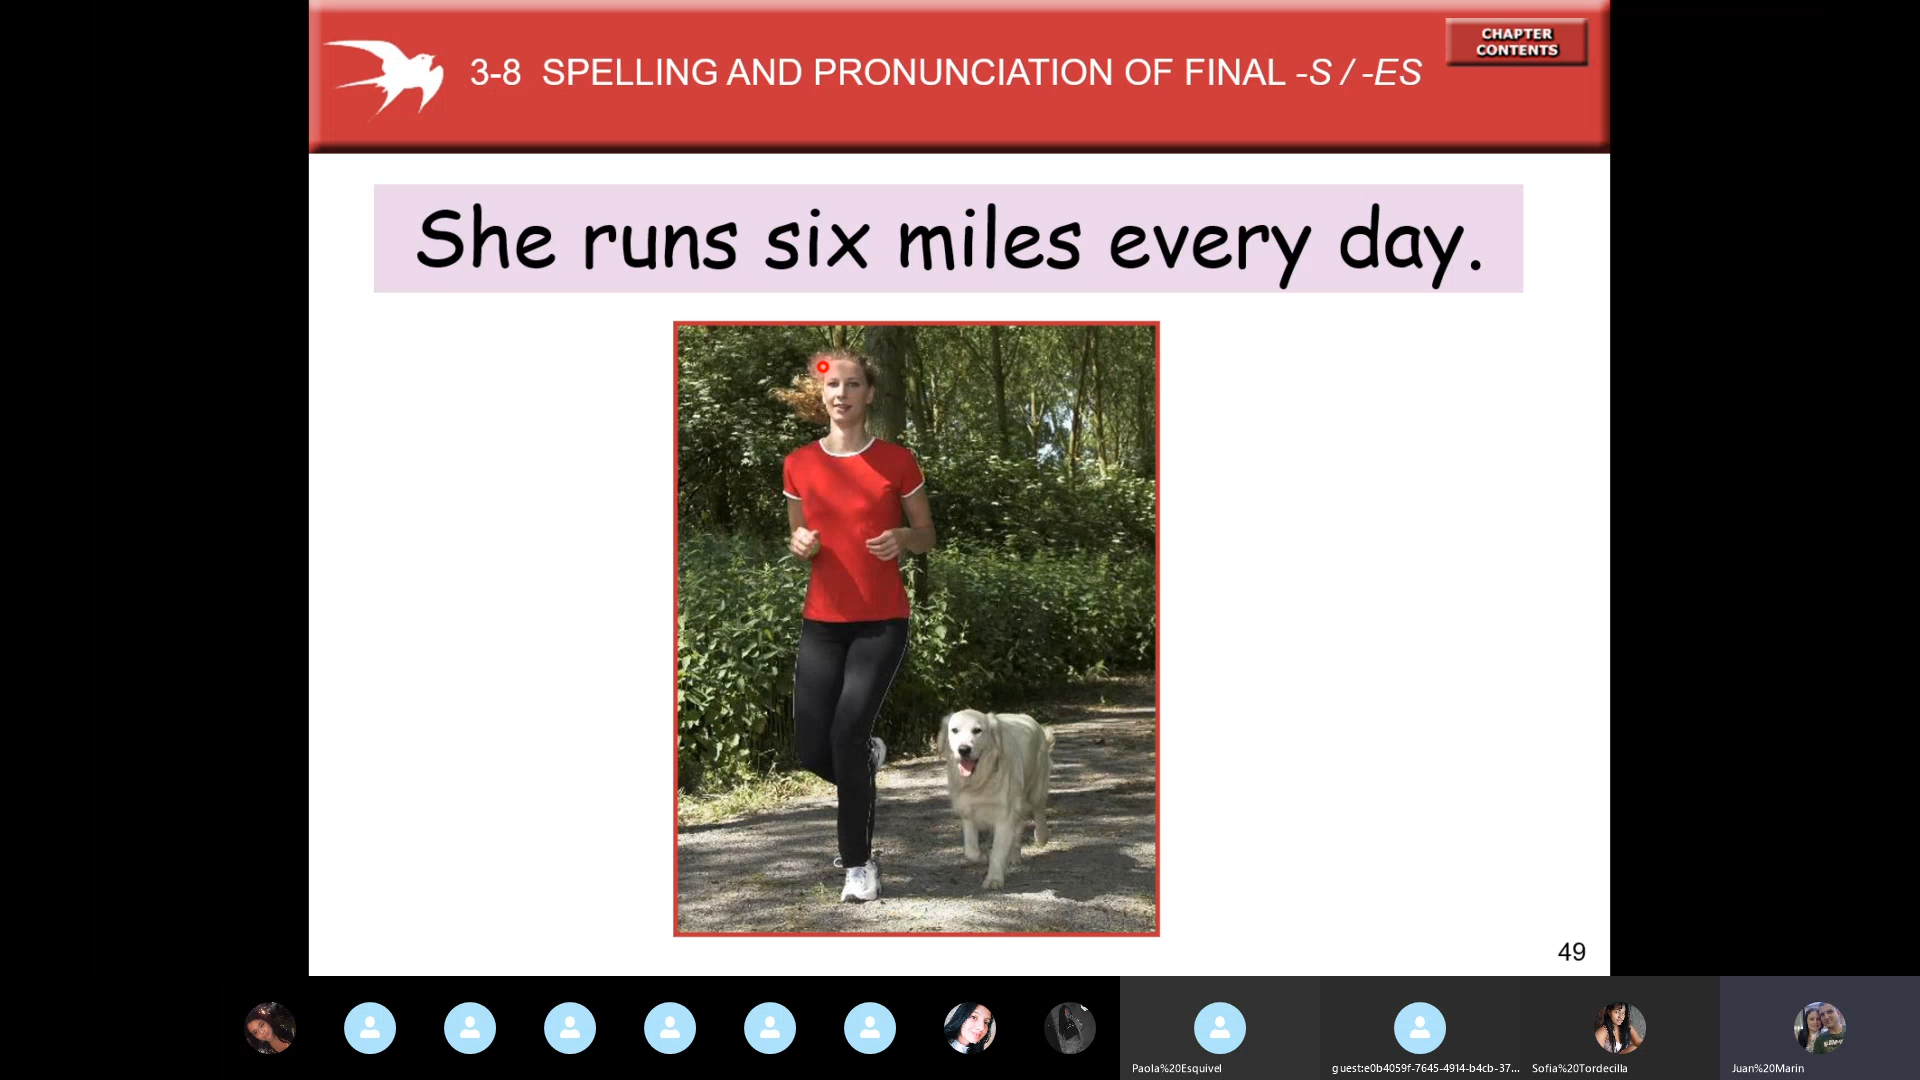 3-8 SPELLING AND PRONUNCIATION OF FINAL -S / -ES
CHAPTER
CONTENTS
She runs six miles every day.
49
Paola%20Esquivel
guest:e0b4059f-7645-4914-b4cb-37...
Sofia%20Tordecilla
Juan%20Marin